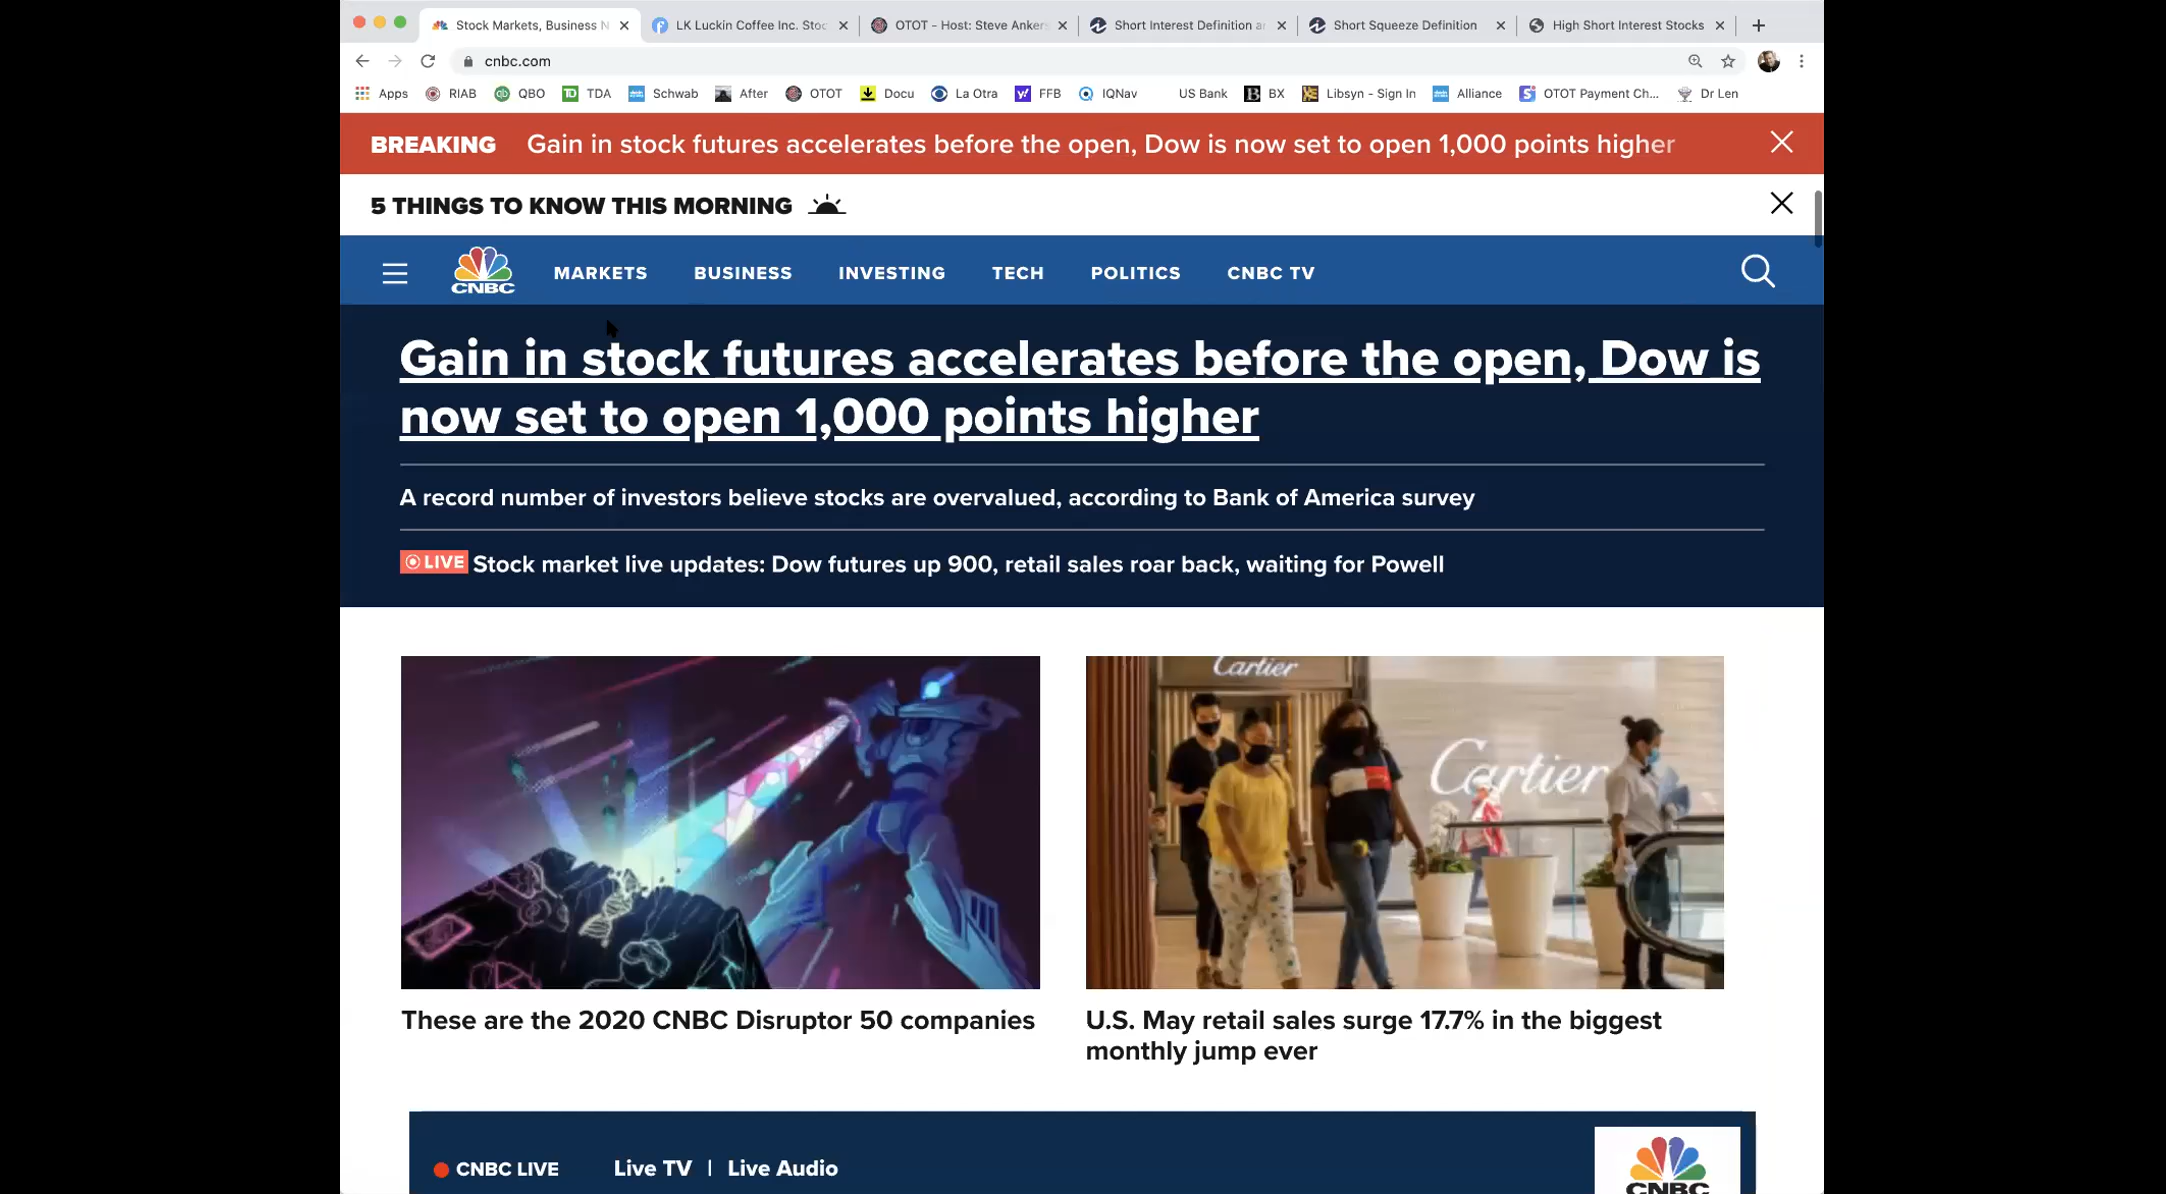 Stock Markets, Business N
LK Luckin Coffee Inc. Stoc
OTOT - Host: Steve Ankers
Short Interest Definition an
Short Squeeze Definition
High Short Interest Stocks
cnbc.com
Apps
RIAB
QBO
TDA
Schwab
After
OTOT
Docu
La Otra
FFB
IQNav
US Bank
BX
Libsyn - Sign In
Alliance
OTOT Payment Ch...
Dr Len
BREAKING Gain in stock futures accelerates before the open, Dow is now set to open 1,000 points higher
5 THINGS TO KNOW THIS MORNING
CNBC
MARKETS
BUSINESS
INVESTING
TECH
POLITICS
CNBC TV
Gain in stock futures accelerates before the open, Dow is
now set to open 1,000 points higher
A record number of investors believe stocks are overvalued, according to Bank of America survey
LIVE Stock market live updates: Dow futures up 900, retail sales roar back, waiting for Powell
Cartier
Cartier
These are the 2020 CNBC Disruptor 50 companies
U.S. May retail sales surge 17.7% in the biggest
monthly jump ever
CNBC LIVE
Live TV | Live Audio
CNBC